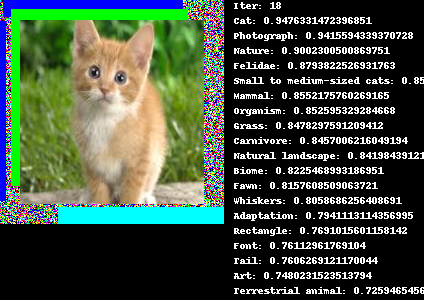 Iter: 18
Cat: 0.9476331472396851
Photograph: 0.9415594339370728
Nature: 0.9002300500869751
Felidae: 0.8793822526931763
Small to medium-sized cats: 0.85
Mammal: 0.8552175760269165
Organism: 0.852595329284668
Grass: 0.8478297591209412
Carnivore: 0.8457006216049194
Natural landscape: 0.84198439121
Biome: 0.8225468993186951
Fawn: 0.8157608509063721
Whiskers: 0.8058686256408691
Adaptation: 0.7941113114356995
Rectangle: 0.7691015601158142
Font: 0.76112961769104
Tail: 0.7606269121170044
Art: 0.7480231523513794
Terrestrial animal: 0.7259465456